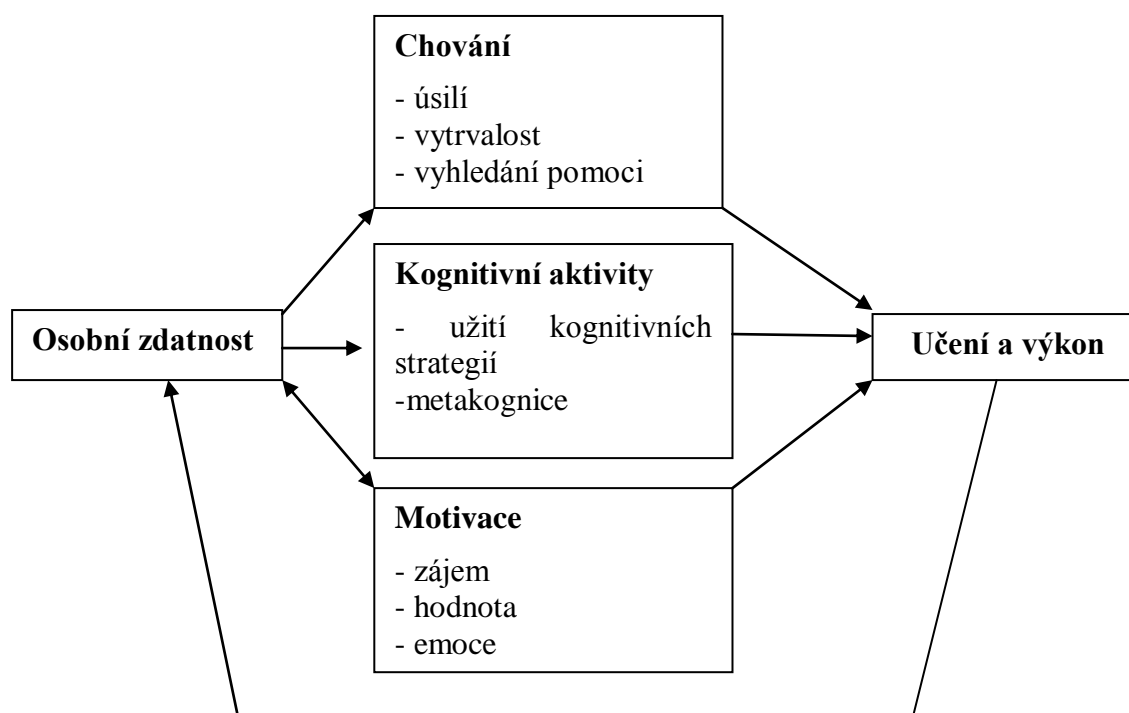 Chování
- úsilí
- vytrvalost
- vyhledání pomoci
Kognitivní aktivity
- užití kognitivních
strategií
-metakognice
Osobní zdatnost
Učení a výkon
Motivace
- zájem
- hodnota
- emoce